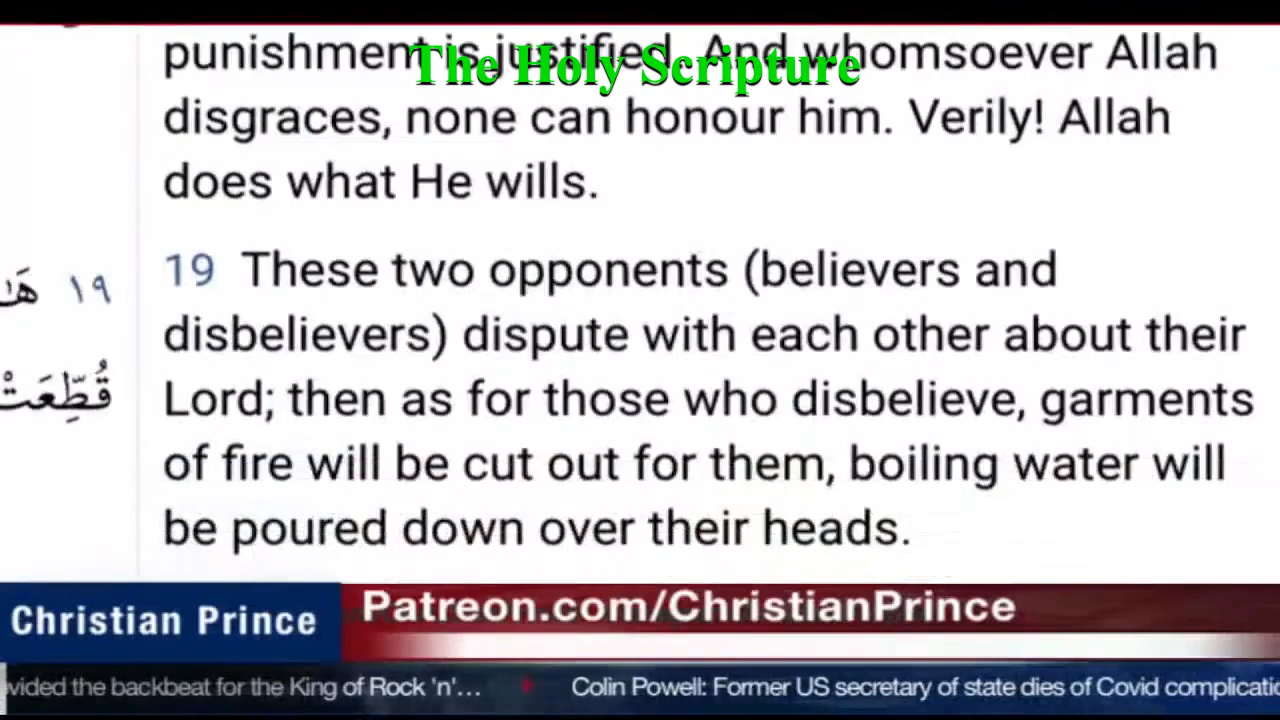 The Holy Scripture
punishment is justified. And whomsoever Allah
disgraces, none can honour him. Verily! Allah
does what He wills.
١٩
19 These two opponents (believers and
disbelievers) dispute with each other about their
قُطِّعَتْ
Lord; then as for those who disbelieve, garments
of fire will be cut out for them, boiling water will
be poured down over their heads.
Christian Prince
Patreon.com/ChristianPrince
the backbeat for the King of Rock 'n'...
Colin Powell: Former US secretary of state dies of Covid